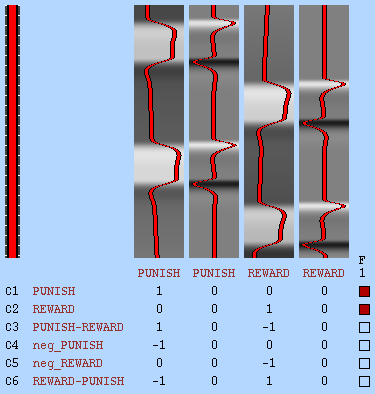 PUNISH PUNISH REWARD REWARD F
1
C1 PUNISH 1 0 0 0
C2 REWARD 0 0 1 0
C3 PUNISH-REWARD 1 0 -1 0
C4 neg_PUNISH -1 0 0 0
C5 neg_REWARD 0 0 -1 0
C6 REWARD-PUNISH -1 0 1 0